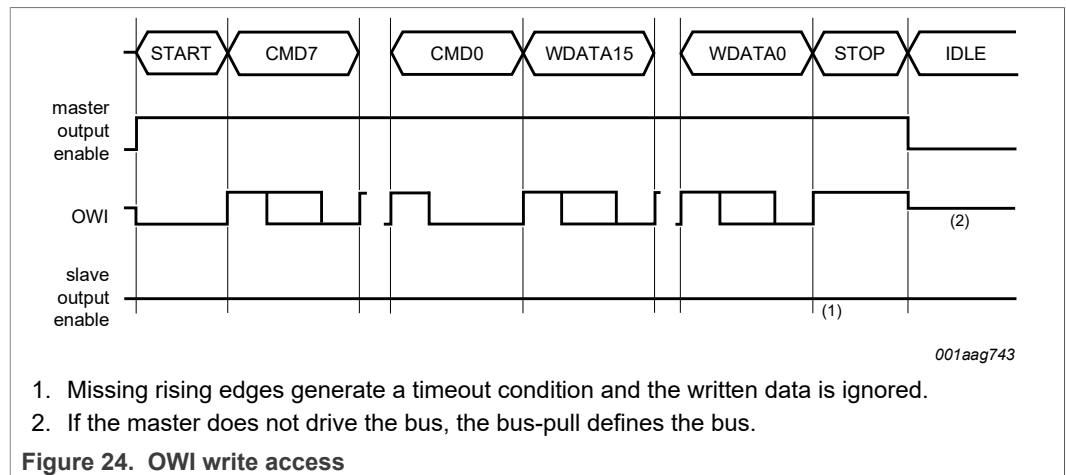 START CMD7 CMD0 WDATA15 WDATA0 STOP IDLE
master
output
enable
OWI
(2)
slave
output
enable
(1)
001aag743
1. Missing rising edges generate a timeout condition and the written data is ignored.
2. If the master does not drive the bus, the bus-pull defines the bus.
Figure 24. OWI write access